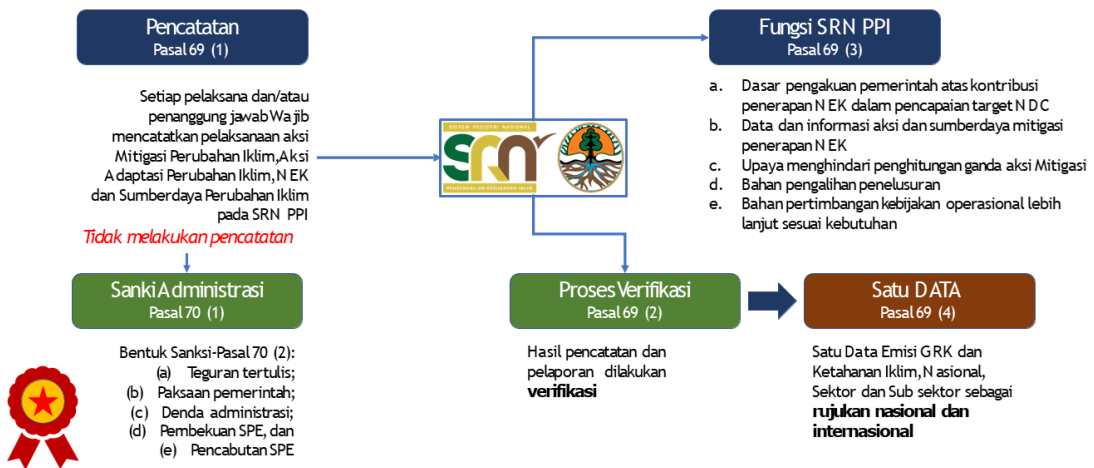 Pencatatan
Pasal 69 (1)
Setiap pelaksana dan/atau
penanggung jawab Wajib
mencatatkan pelaksanaan aksi
Mitigasi Perubahan Iklim, Aksi
Adaptasi Perubahan Iklim, NEK
dan Sumberdaya Perubahan Iklim
pada SRN PPI
Tidak melakukan pencatatan
Sanki Administrasi
Pasal 70 (1)
Bentuk Sanksi-Pasal 70 (2):
(a) Teguran tertulis;
(b) Paksaan pemerintah;
(c) Denda administrasi;
(d) Pembekuan SPE, dan
(e) Pencabutan SPE
SISTEM REGISTRI NASIONAL
SRN
PENGENDALIAN PERUBAHAN IKLIM
Fungsi SRN PPI
Pasal 69 (3)
a. Dasar pengakuan pemerintah atas kontribusi
penerapan NEK dalam pencapaian target NDC
b. Data dan informasi aksi dan sumberdaya mitigasi
penerapan NEK
c. Upaya menghindari penghitungan ganda aksi Mitigasi
d. Bahan pengalihan penelusuran
e. Bahan pertimbangan kebijakan operasional lebih
lanjut sesuai kebutuhan
Proses Verifikasi
Pasal 69 (2)
Hasil pencatatan dan
pelaporan dilakukan
verifikasi
Satu DATA
Pasal 69 (4)
Satu Data Emisi GRK dan
Ketahanan Iklim, Nasional,
Sektor dan Sub sektor sebagai
rujukan nasional dan
internasional